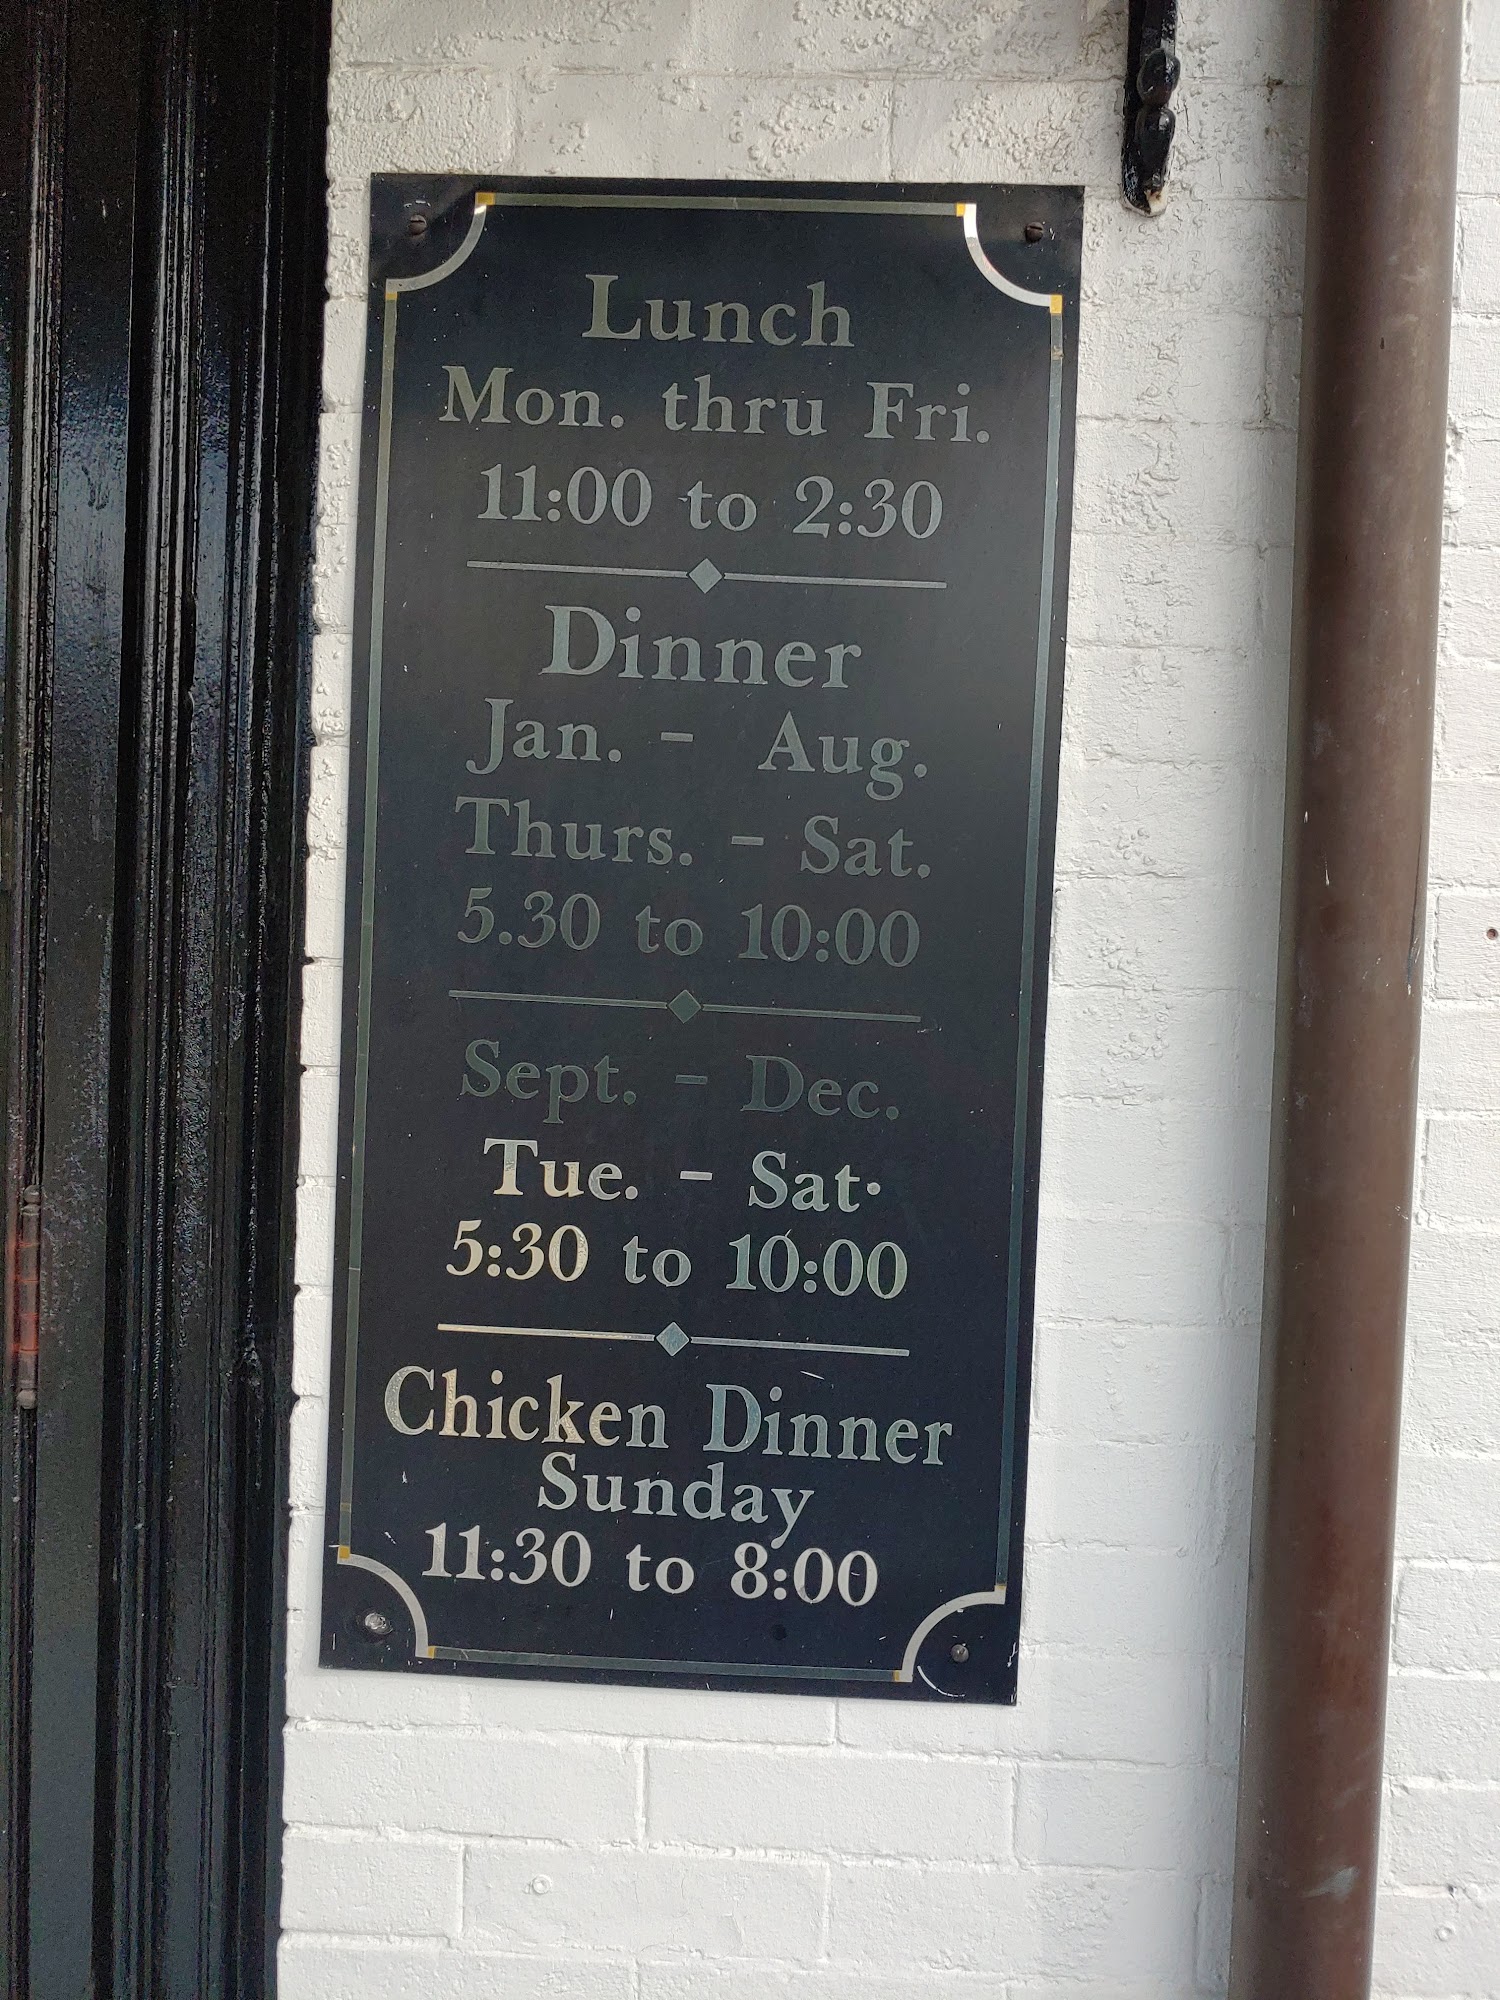 Lunch
Mon. thru Fri.
11:00 to 2:30
Dinner
Jan. - Aug.
Thurs. - Sat.
5.30 to 10:00
Sept. - Dec.
Tue. - Sat.
5:30 to 10:00
Chicken Dinner
Sunday
11:30 to 8:00